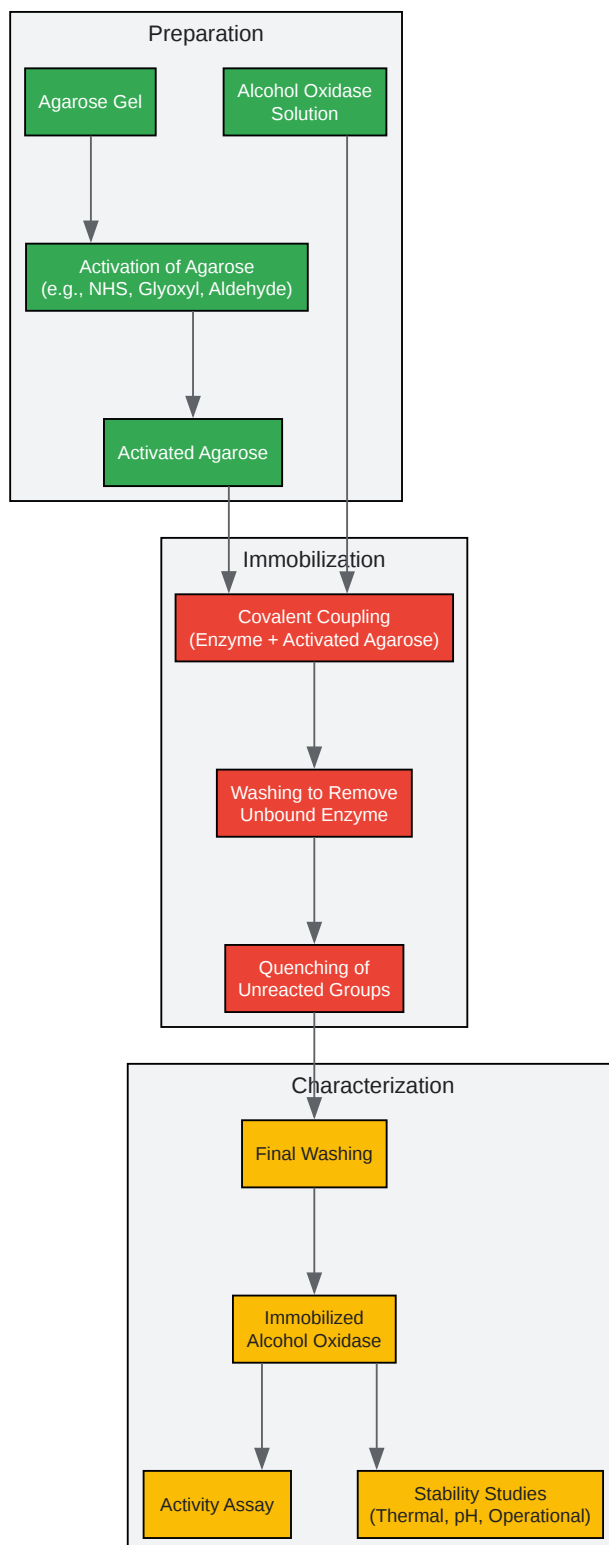 Preparation
Agarose Gel
Alcohol Oxidase
Solution
Activation of Agarose
(e.g., NHS, Glyoxyl, Aldehyde)
Activated Agarose
Immobilization
Covalent Coupling
(Enzyme + Activated Agarose)
Washing to Remove
Unbound Enzyme
Quenching of
Unreacted Groups
Characterization
Final Washing
Immobilized
Alcohol Oxidase
Activity Assay
Stability Studies
(Thermal, pH, Operational)